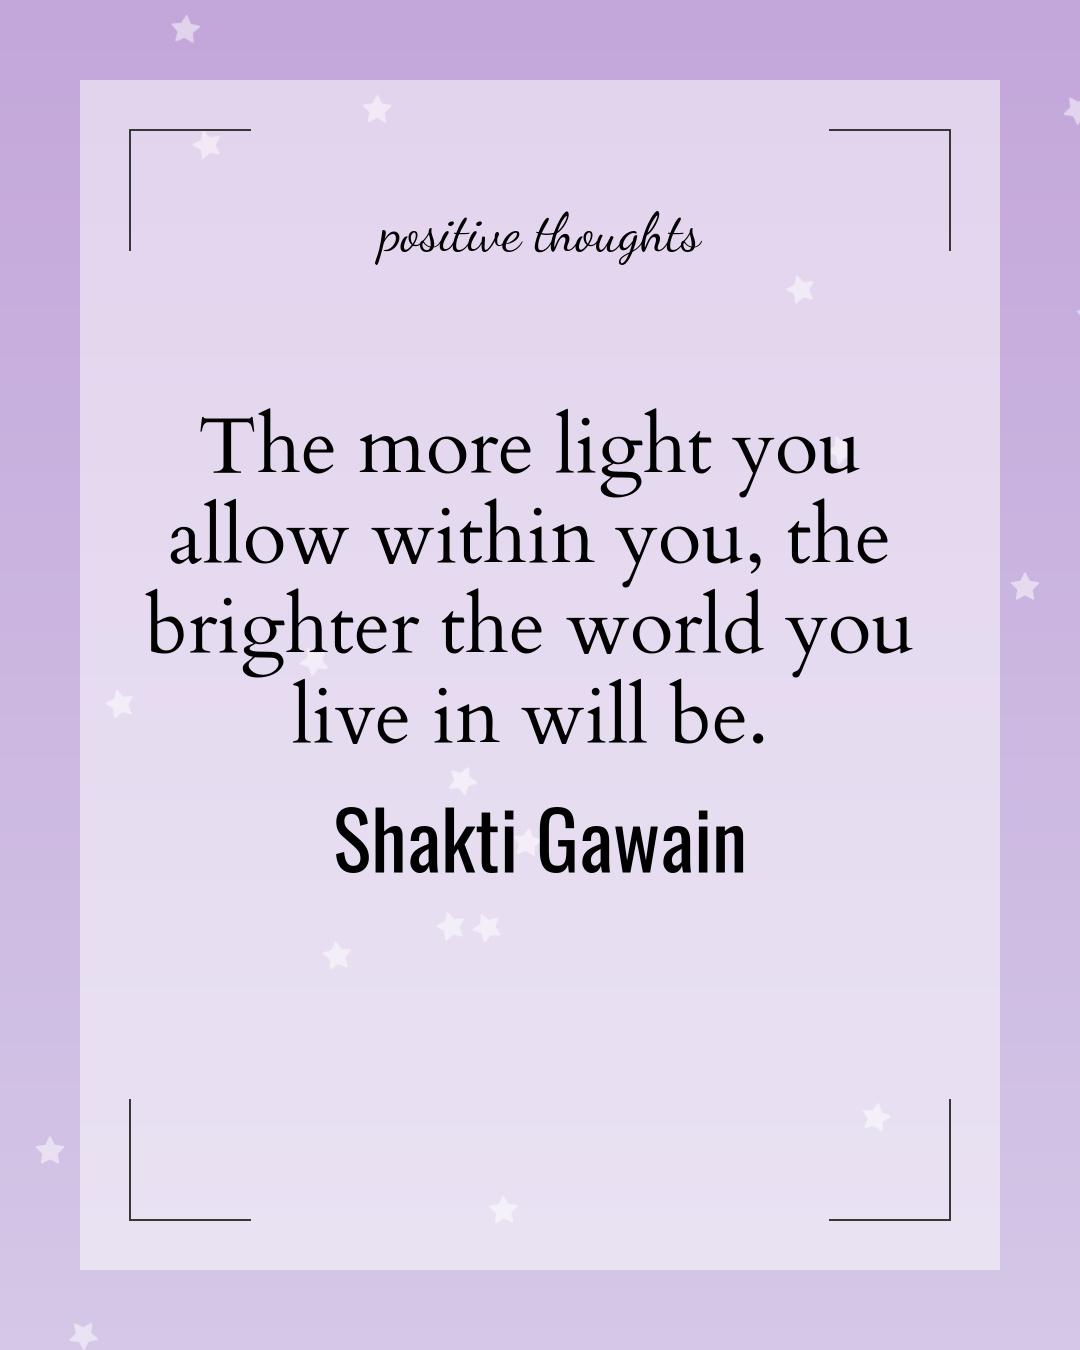 positive thoughts
The more light you
allow within you, the
brighter the world you
live in will be.
Shakti Gawain